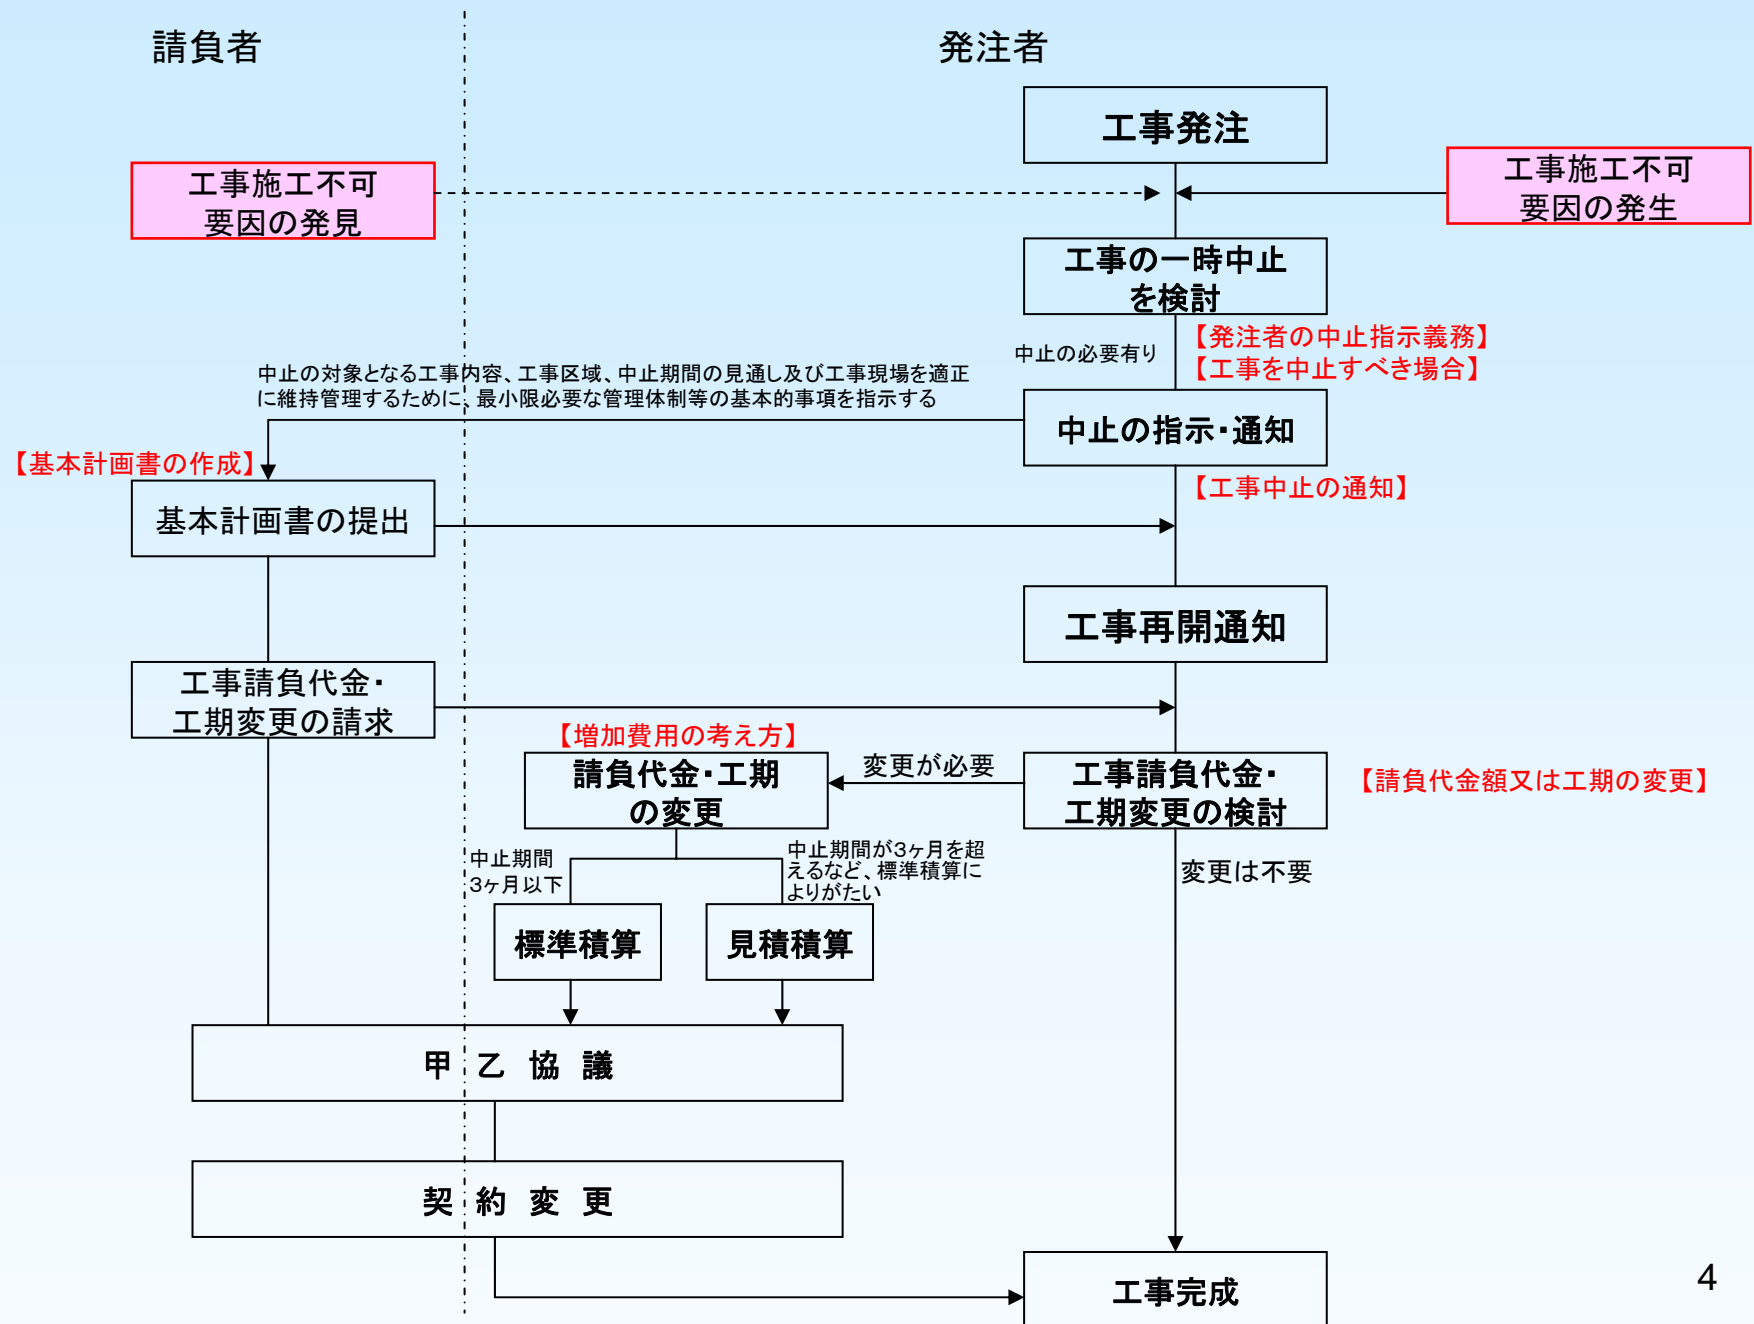 請負者
発注者
工事発注
工事施工不可
要因の発見
工事施工不可
要因の発生
工事の一時中止
を検討
中止の必要有り
【発注者の中止指示義務】
【工事を中止すべき場合】
中止の対象となる工事内容、工事区域、中止期間の見通し及び工事現場を適正
に維持管理するために、最小限必要な管理体制等の基本的事項を指示する
中止の指示・通知
【基本計画書の作成】
【工事中止の通知】
基本計画書の提出
工事再開通知
工事請負代金・
工期変更の請求
【増加費用の考え方】
請負代金・工期
の変更
変更が必要
工事請負代金・
工期変更の検討
【請負代金額又は工期の変更】
中止期間
3ヶ月以下
中止期間が3ヶ月を超
えるなど、標準積算に
よりがたい
変更は不要
標準積算
見積積算
甲 乙 協 議
契 約 変 更
工事完成
4